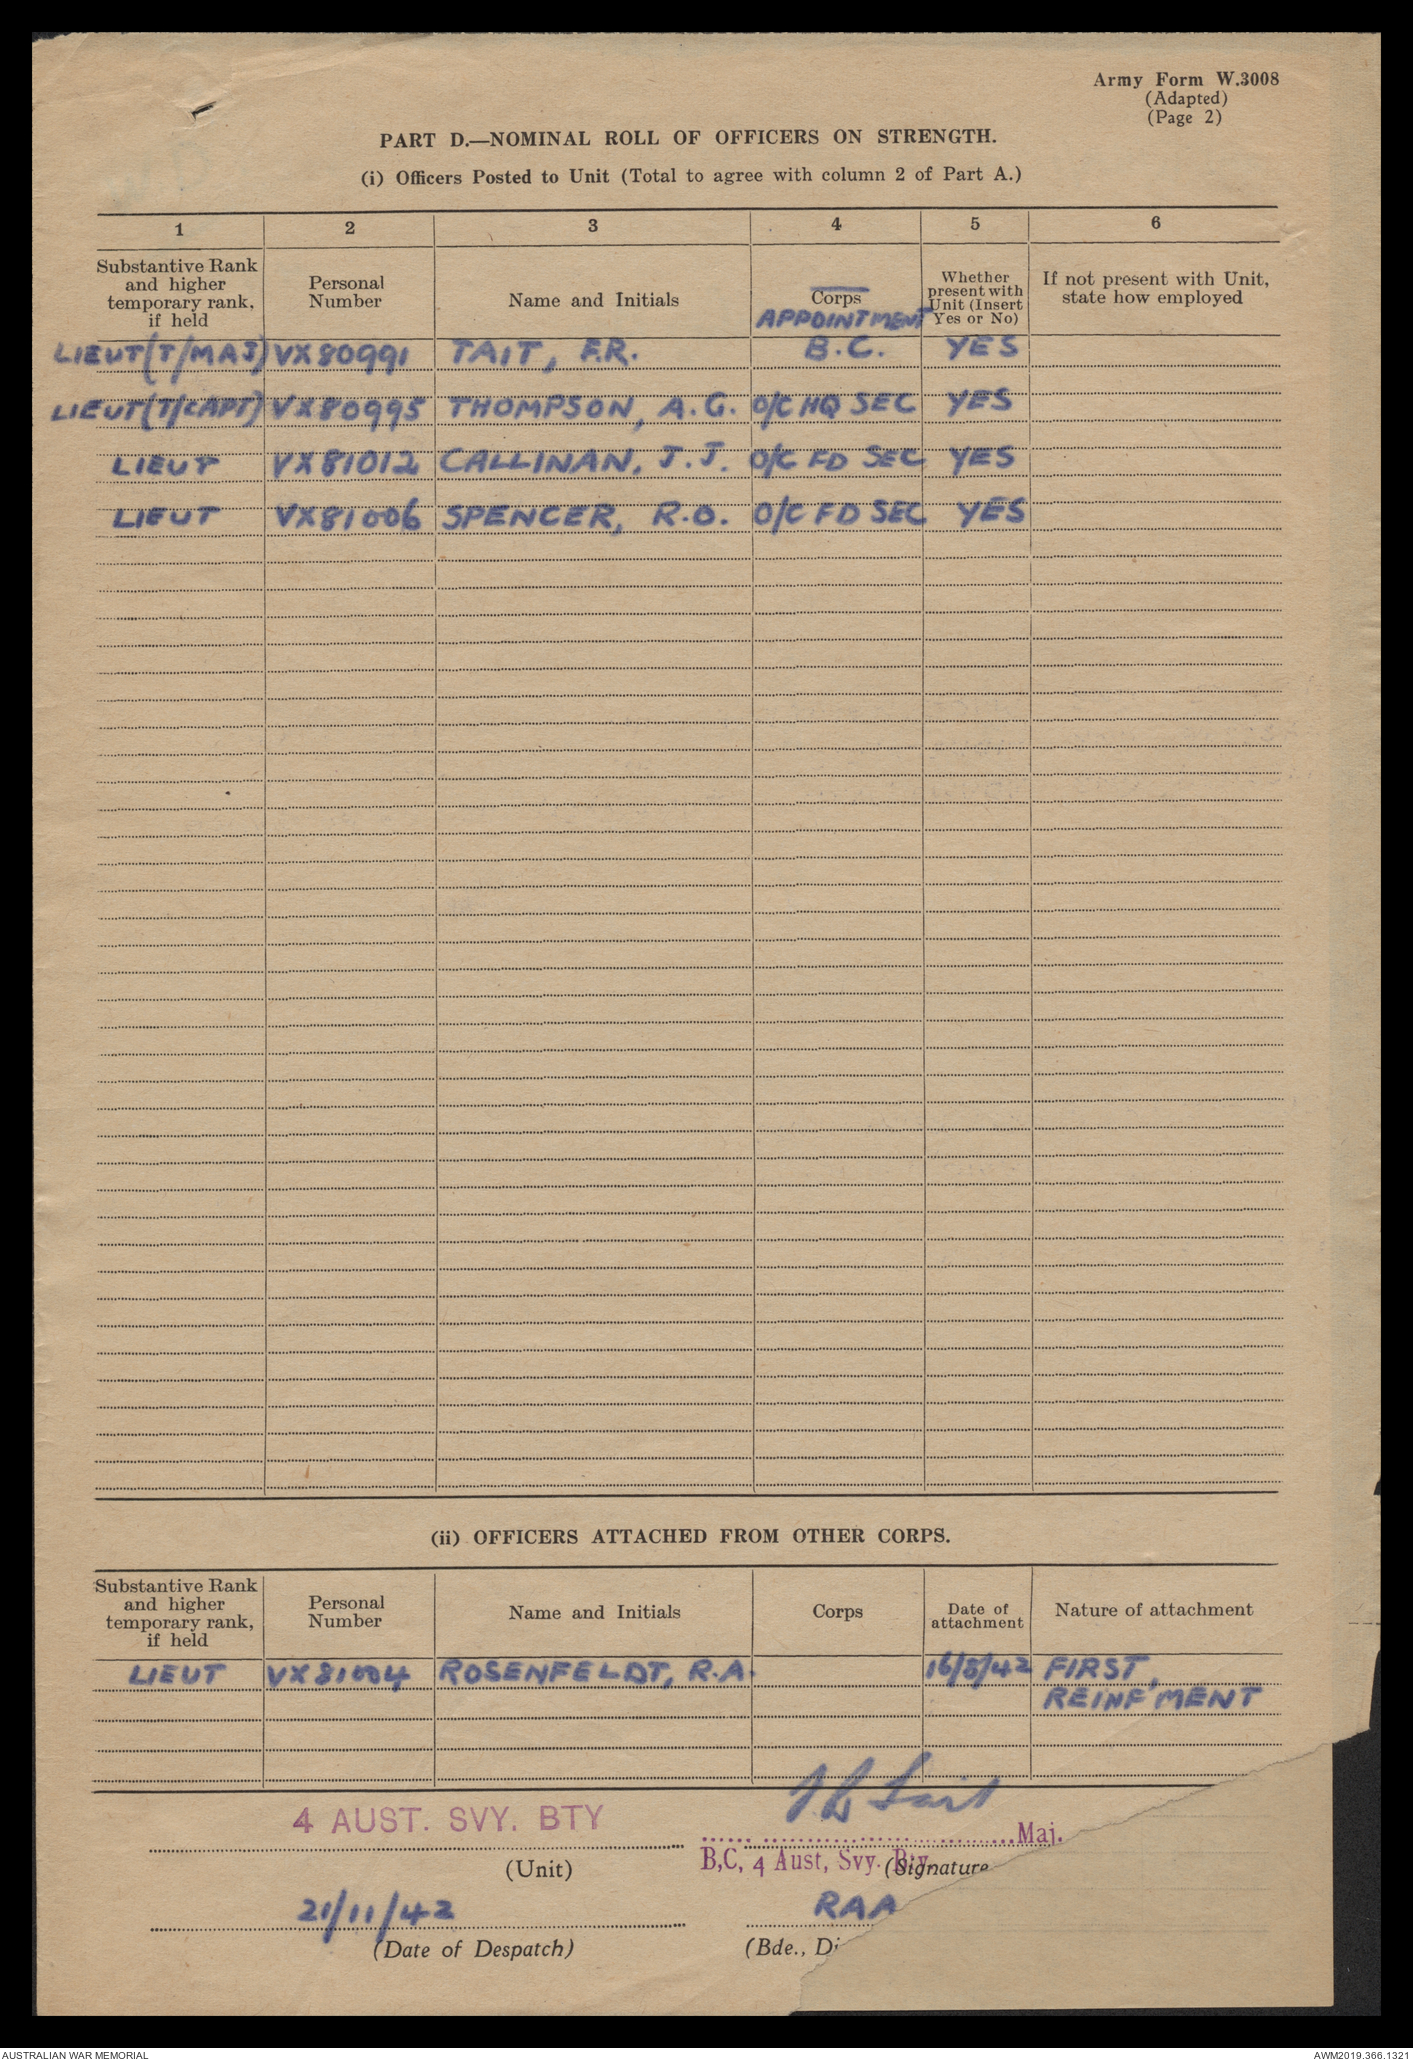 Army Form W.3008
(Adapted)
(Page 2)
PART D.—NOMINAL ROLL OF OFFICERS ON STRENGTH.
(i) Officers Posted to Unit (Total to agree with column 2 of Part A.)
1 2 3 4 5 6
Substantive Rank and higher temporary rank, if held
Personal Number
Name and Initials
Corps
APPOINTMENT
Whether present with Unit (Insert Yes or No)
If not present with Unit, state how employed
LIEUT (T/MAJ) VX80991 TAIT, F.R. B.C. YES
LIEUT (T/CAPT) VX80995 THOMPSON, A.G. O/C HQ SEC YES
LIEUT VX81012 CALLINAN, J.J. O/C FD SEC YES
LIEUT VX81006 SPENCER, R.O. O/C FD SEC YES
(ii) OFFICERS ATTACHED FROM OTHER CORPS.
Substantive Rank and higher temporary rank, if held
Personal Number
Name and Initials
Corps
Date of attachment
Nature of attachment
LIEUT VX81004 ROSENFELDT, R.A. 16/8/42 FIRST
REINF'MENT
4 AUST. SVY. BTY
Maj.
(Unit)
B,C, 4 Aust, Svy. Bty
(Signature
21/11/42
RAA
(Date of Despatch)
(Bde., Di
AUSTRALIAN WAR MEMORIAL
AWM2019.366.1321